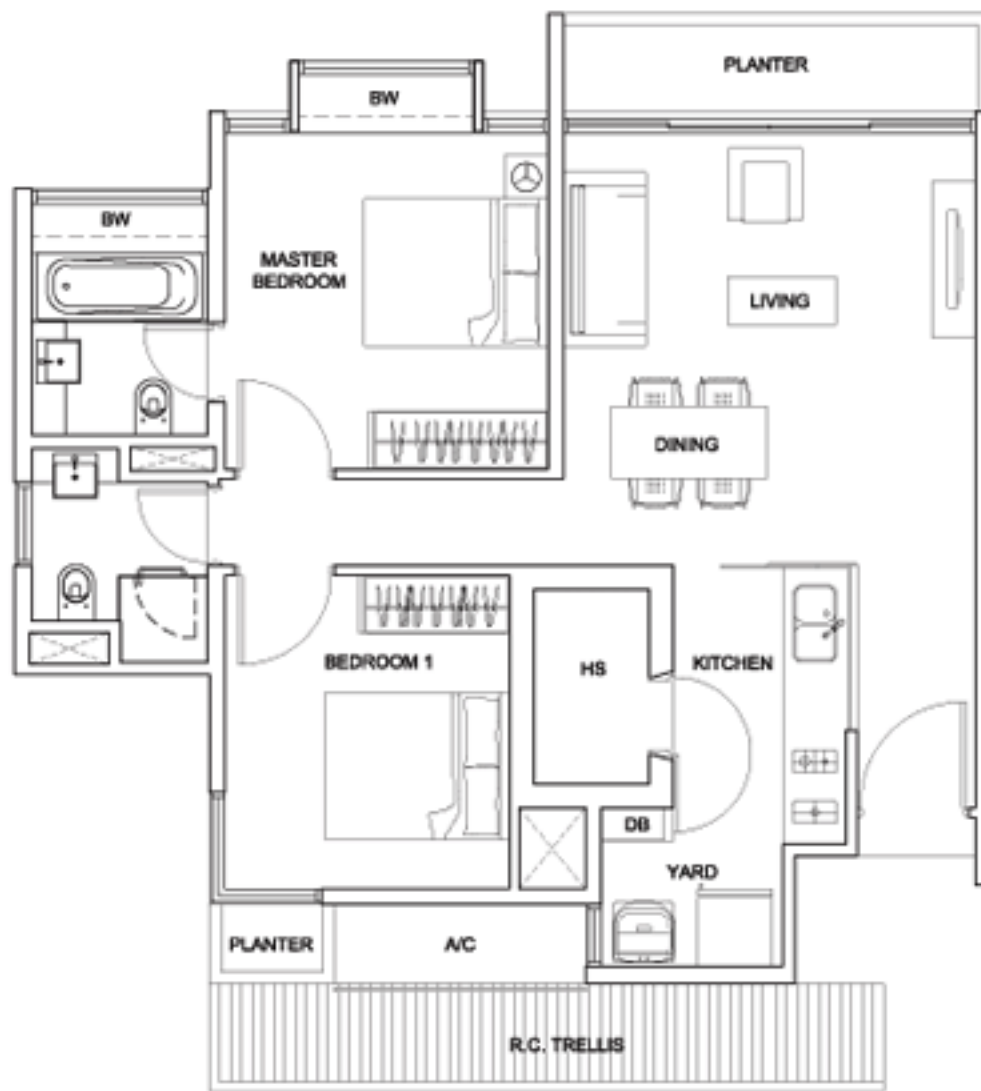 PLANTER
BW
BW
MASTER
BEDROOM
LIVING
DINING
BEDROOM 1
HS
KITCHEN
DB
YARD
PLANTER
A/C
R.C. TRELLIS